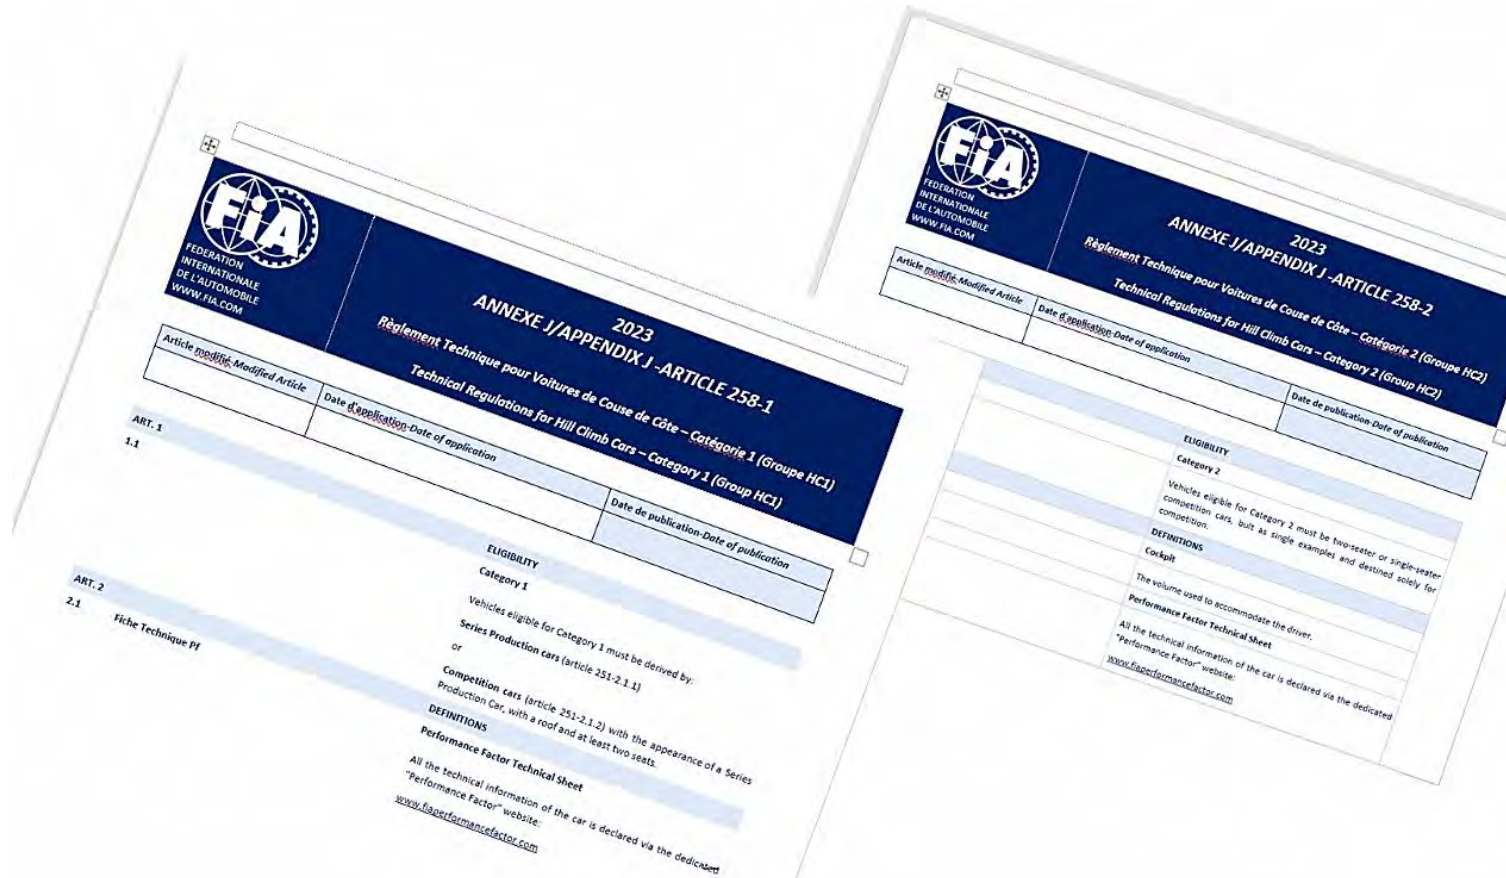 FiA
FEDERATION
INTERNATIONALE
DE L'AUTOMOBILE
WWW.FIA.COM
2023
ANNEXE J/APPENDIX J -ARTICLE 258-1
Règlement Technique pour Voitures de Couse de Côte – Catégorie 1 (Groupe HC1)
Technical Regulations for Hill Climb Cars – Category 1 (Group HC1)
Article modifié-Modified Article
Date d'application-Date of application
Date de publication-Date of publication
ART. 1
ELIGIBILITY
1.1
Category 1
Vehicles eligible for Category 1 must be derived by:
Series Production cars (article 251-2.1.1)
or
Competition cars (article 251-2.1.2) with the appearance of a Series
Production Car, with a roof and at least two seats.
ART. 2
DEFINITIONS
2.1
Fiche Technique Pf
Performance Factor Technical Sheet
All the technical information of the car is declared via the dedicated
"Performance Factor" website:
www.fiaperformancefactor.com
FiA
FEDERATION
INTERNATIONALE
DE L'AUTOMOBILE
WWW.FIA.COM
2023
ANNEXE J/APPENDIX J -ARTICLE 258-2
Règlement Technique pour Voitures de Couse de Côte – Catégorie 2 (Groupe HC2)
Technical Regulations for Hill Climb Cars – Category 2 (Group HC2)
Article modifié-Modified Article
Date d'application-Date of application
Date de publication-Date of publication
ELIGIBILITY
Category 2
Vehicles eligible for Category 2 must be two-seater or single-seater
competition cars, bult as single examples and destined solely for
competition.
DEFINITIONS
Cockpit
The volume used to accommodate the driver.
Performance Factor Technical Sheet
All the technical information of the car is declared via the dedicated
"Performance Factor" website:
www.fiaperformancefactor.com